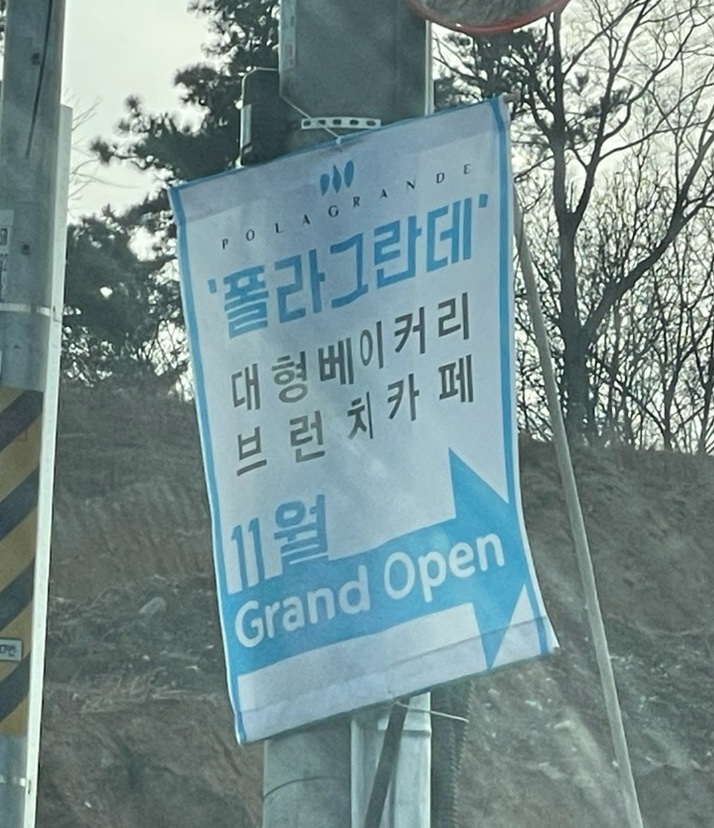 POLAGRANDE
'폴라그란데'
대형베이커리
브런치카페
11월
Grand Open